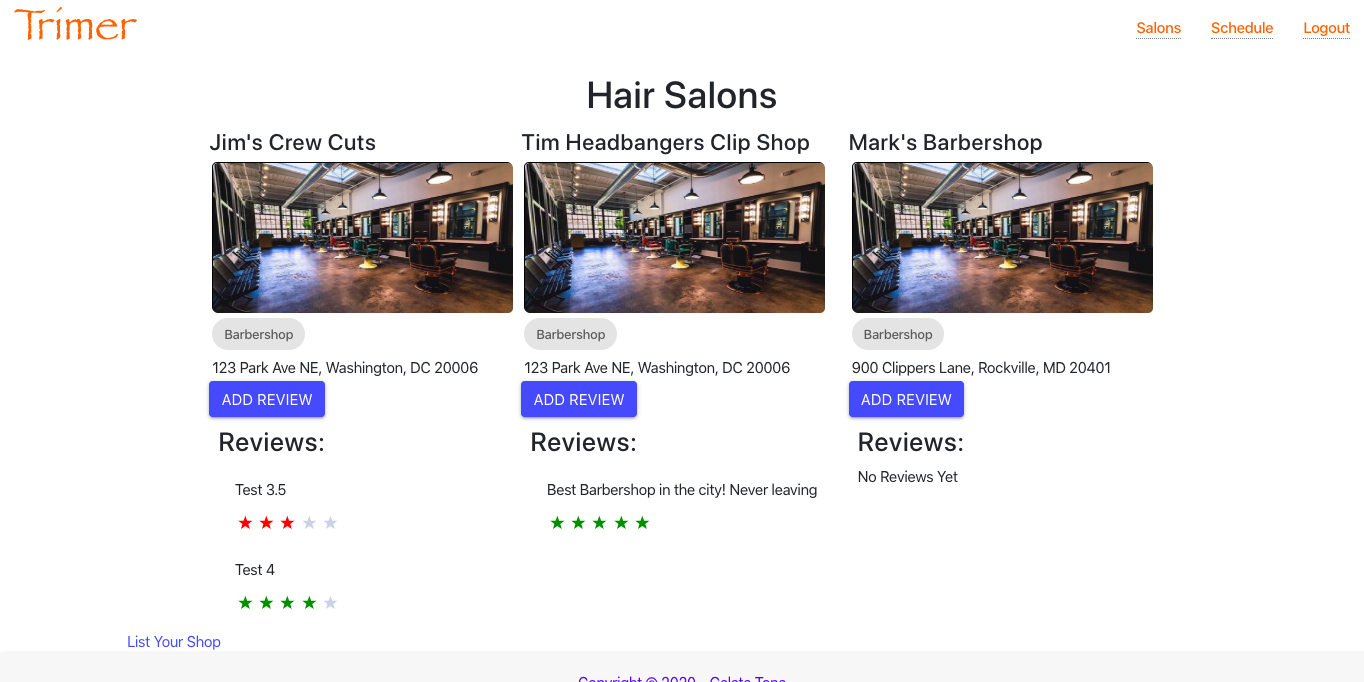 Trimer
Salons
Schedule
Logout
Hair Salons
Jim's Crew Cuts
Barbershop
123 Park Ave NE, Washington, DC 20006
ADD REVIEW
Reviews:
Test 3.5
Test 4
Tim Headbangers Clip Shop
Barbershop
123 Park Ave NE, Washington, DC 20006
ADD REVIEW
Reviews:
Best Barbershop in the city! Never leaving
Mark's Barbershop
Barbershop
900 Clippers Lane, Rockville, MD 20401
ADD REVIEW
Reviews:
No Reviews Yet
List Your Shop
Copyright © 2020